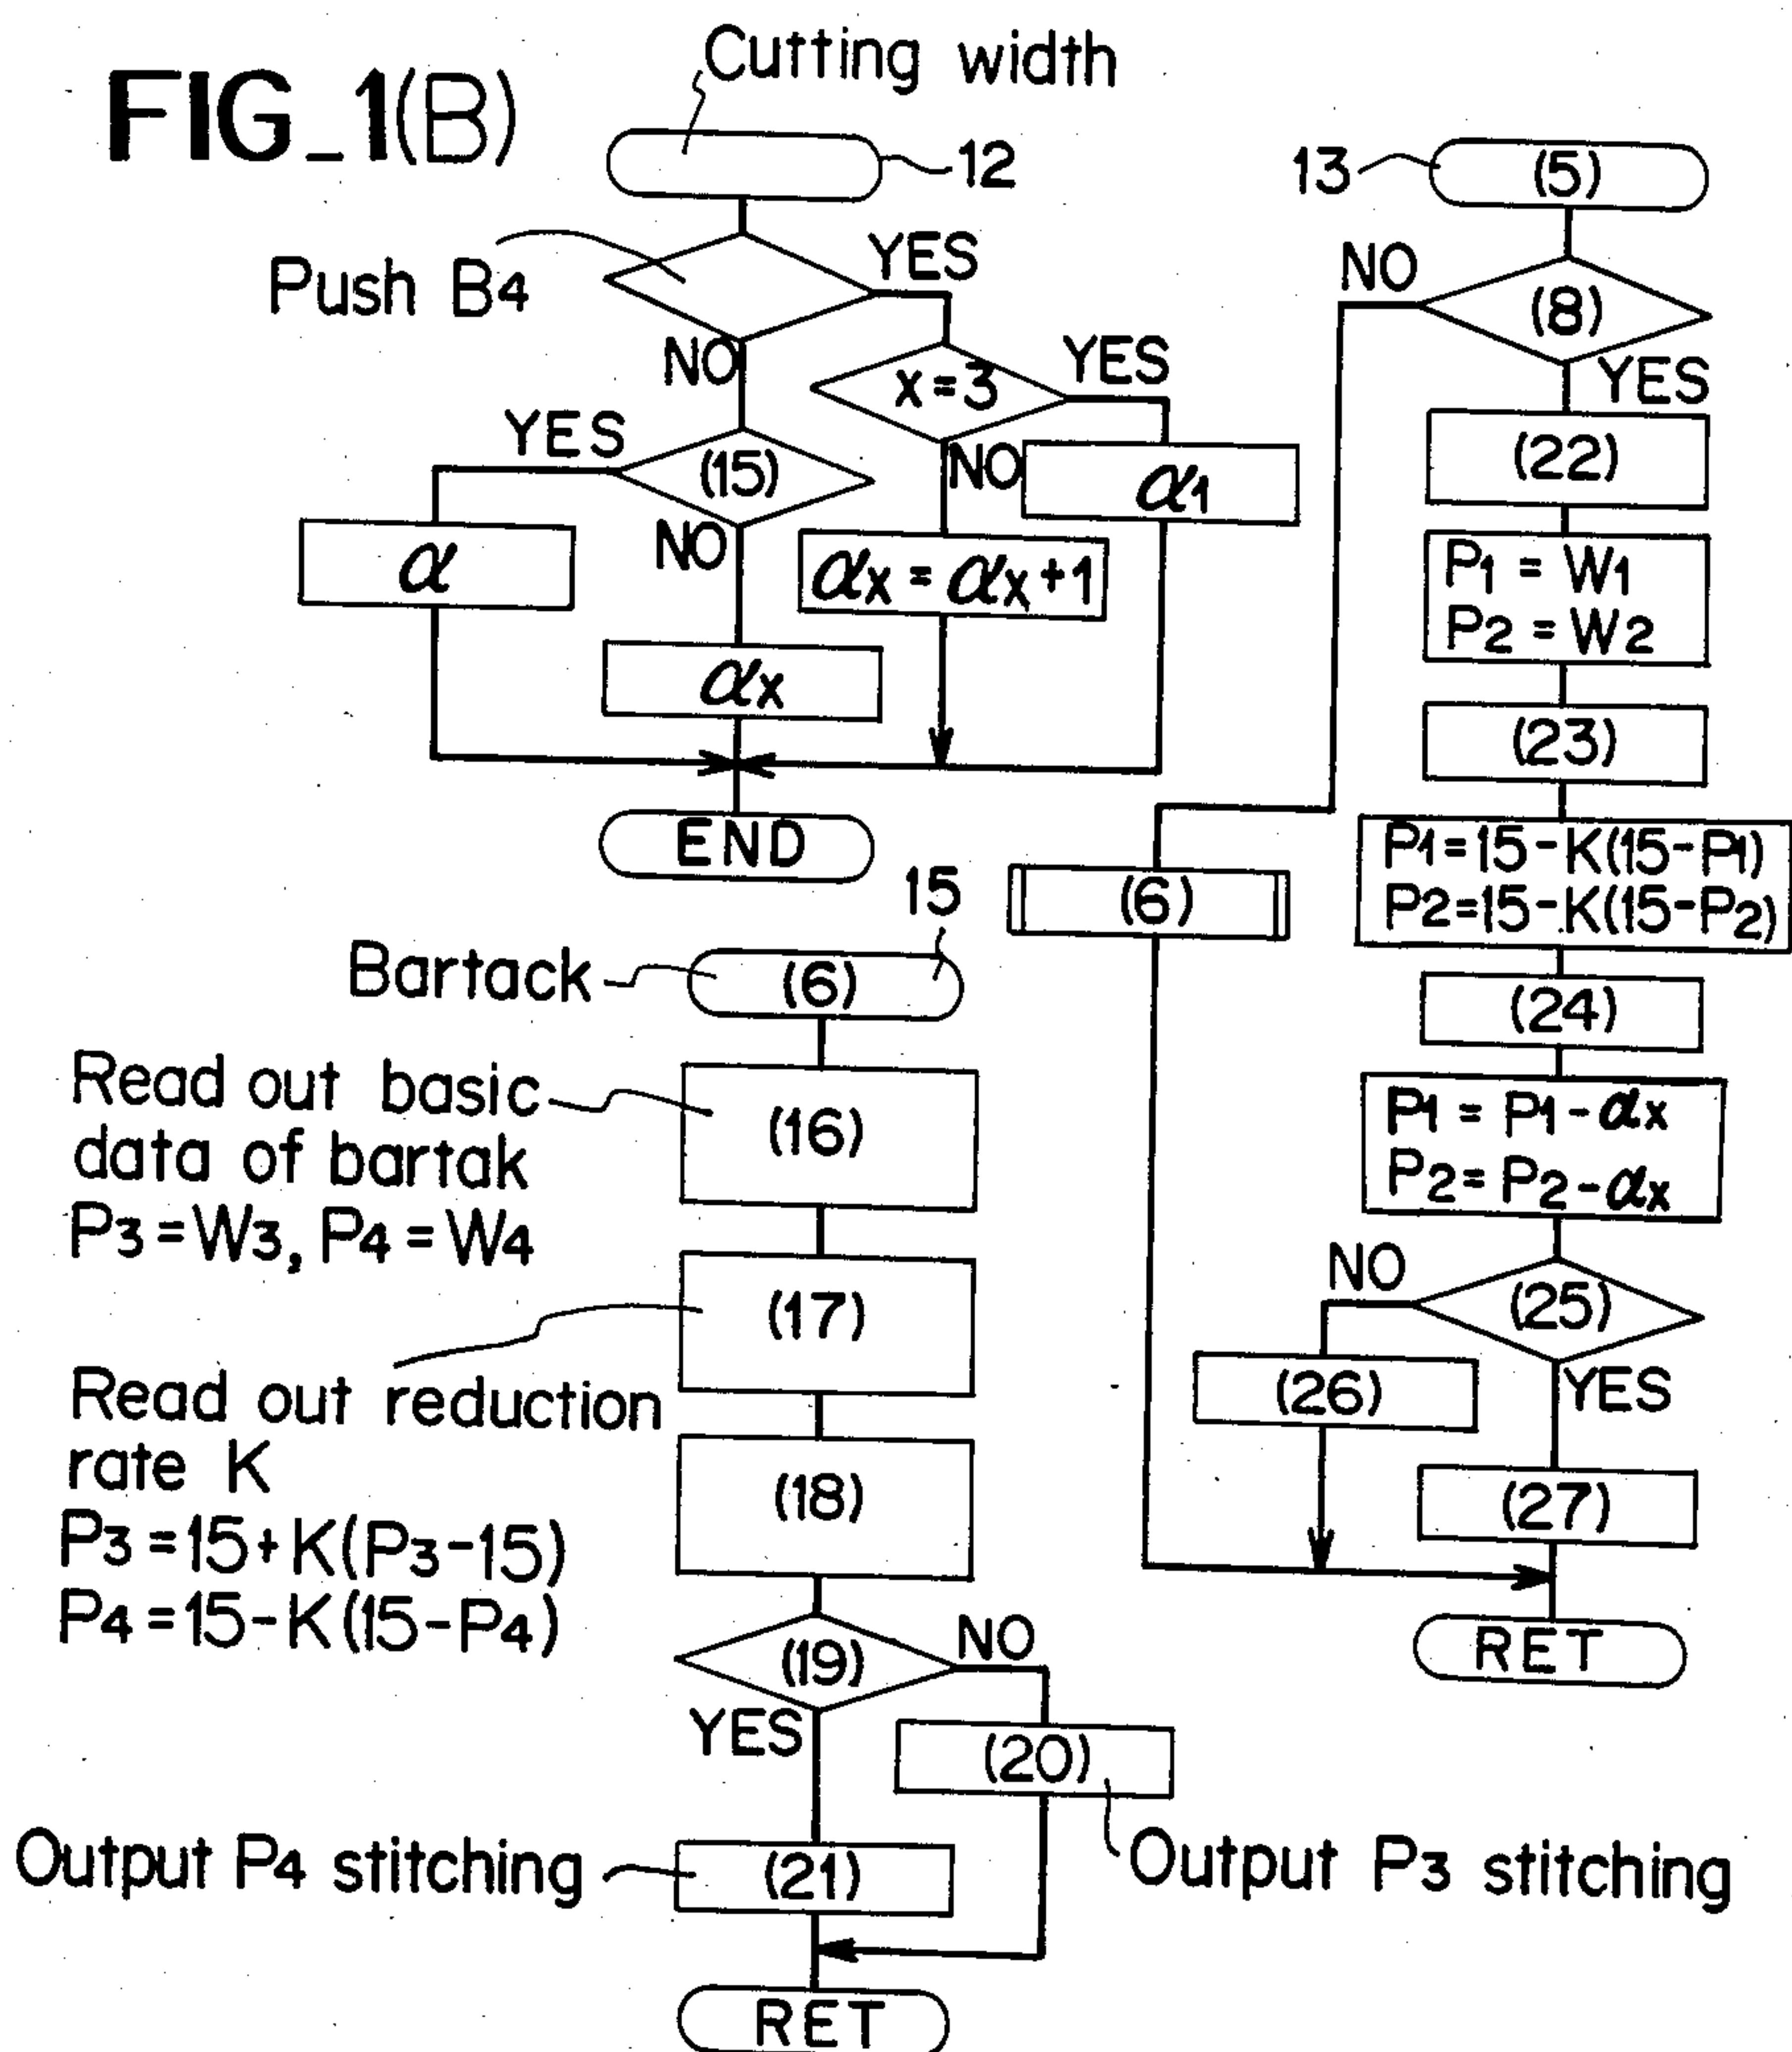 FIG_1(B)
Cutting width
12
Push B4
YES
NO
x=3
YES
NO
α1
αx = αx+1
YES
(15)
NO
α
αx
END
13
(5)
NO
(8)
YES
(22)
P1 = W1
P2 = W2
(23)
P1=15-K(15-P1)
P2=15-K(15-P2)
(24)
P1 = P1-αx
P2 = P2-αx
NO
(25)
YES
(26)
(27)
RET
(6)
15
Bartack
(6)
Read out basic
data of bartak
P3=W3, P4=W4
(16)
(17)
Read out reduction
rate K
P3=15+K(P3-15)
P4=15-K(15-P4)
(18)
(19)
NO
YES
(20)
Output P3 stitching
Output P4 stitching
(21)
RET